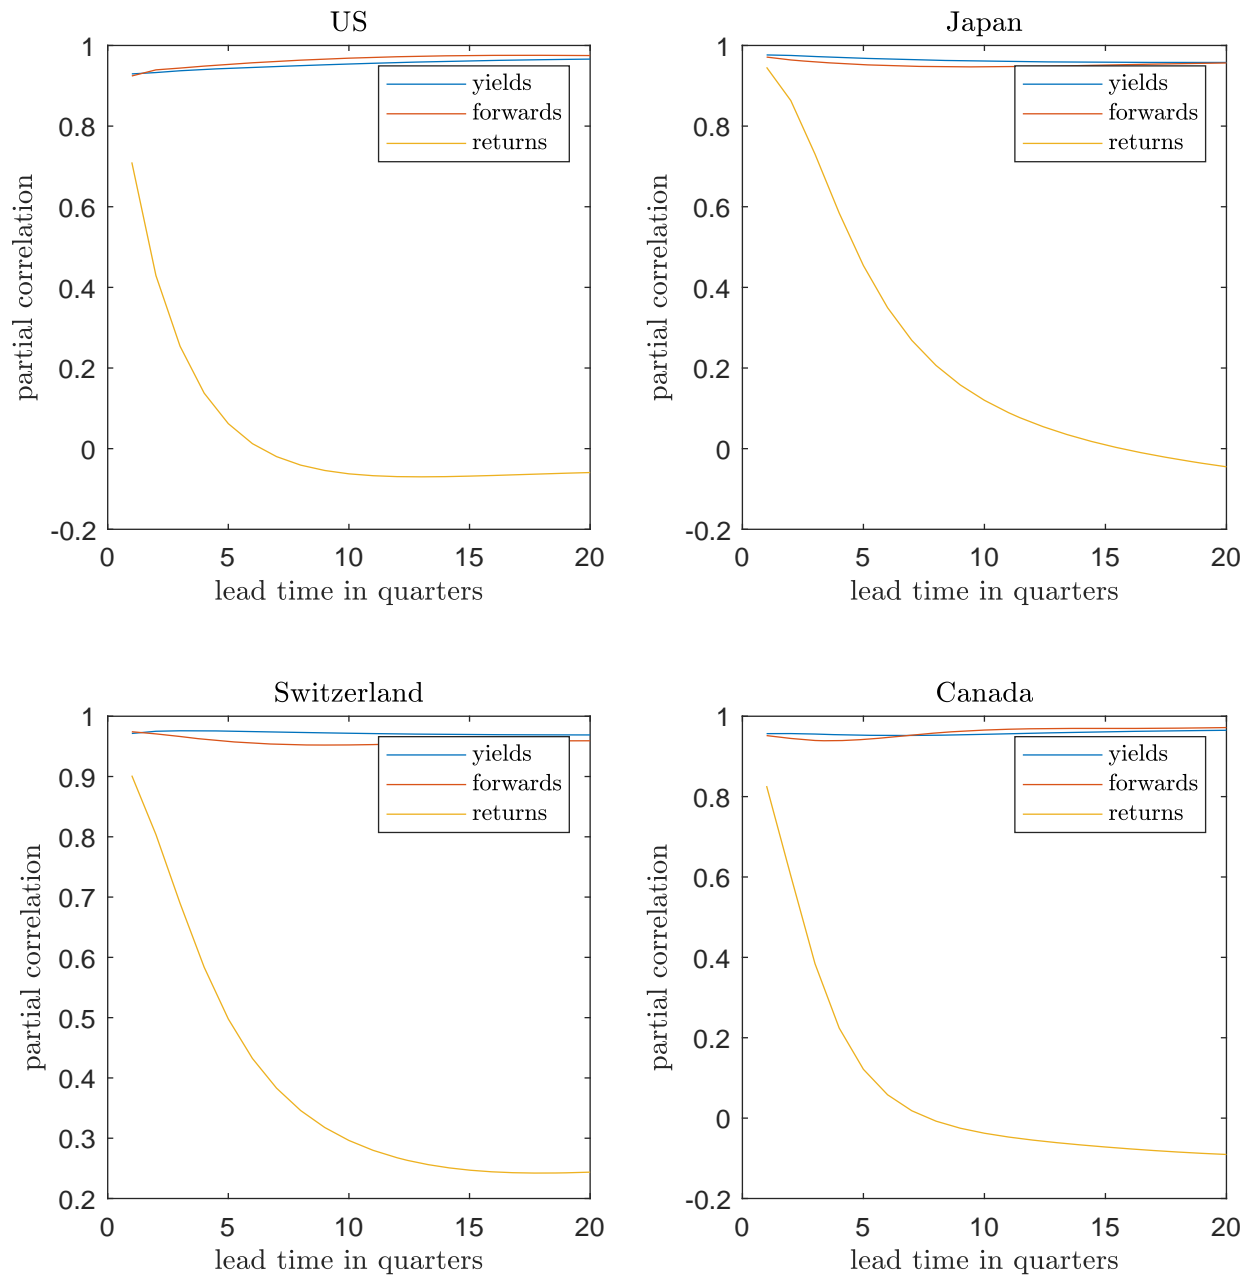 US
1
0.8
0.6
0.4
0.2
0
-0.2
partial correlation
yields
forwards
returns
0 5 10 15 20
lead time in quarters
Japan
1
0.8
0.6
0.4
0.2
0
-0.2
partial correlation
yields
forwards
returns
0 5 10 15 20
lead time in quarters
Switzerland
1
0.9
0.8
0.7
0.6
0.5
0.4
0.3
0.2
partial correlation
yields
forwards
returns
0 5 10 15 20
lead time in quarters
Canada
1
0.8
0.6
0.4
0.2
0
-0.2
partial correlation
yields
forwards
returns
0 5 10 15 20
lead time in quarters